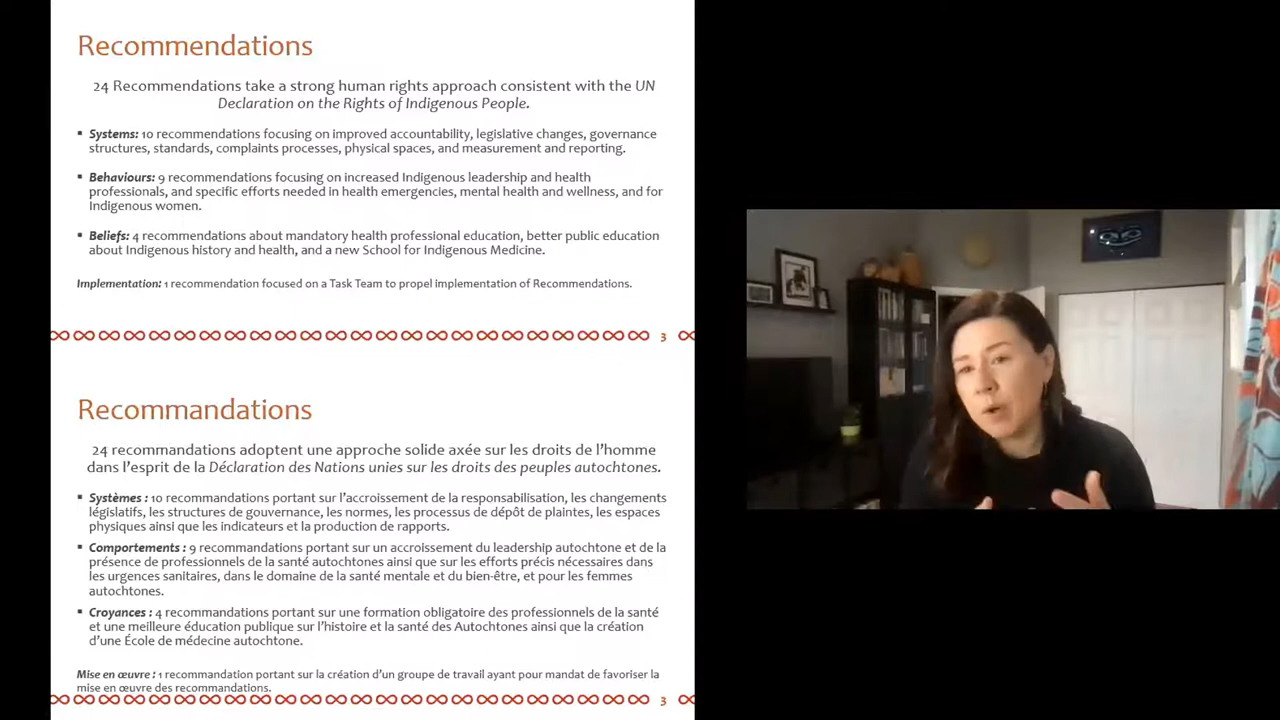 Recommendations
24 Recommendations take a strong human rights approach consistent with the UN
Declaration on the Rights of Indigenous People.
▪ Systems: 10 recommendations focusing on improved accountability, legislative changes, governance
structures, standards, complaints processes, physical spaces, and measurement and reporting.
▪ Behaviours: 9 recommendations focusing on increased Indigenous leadership and health
professionals, and specific efforts needed in health emergencies, mental health and wellness, and for
Indigenous women.
▪ Beliefs: 4 recommendations about mandatory health professional education, better public education
about Indigenous history and health, and a new School for Indigenous Medicine.
Implementation: 1 recommendation focused on a Task Team to propel implementation of Recommendations.
3
Recommandations
24 recommandations adoptent une approche solide axée sur les droits de l'homme
dans l'esprit de la Déclaration des Nations unies sur les droits des peuples autochtones.
▪ Systèmes : 10 recommandations portant sur l'accroissement de la responsabilisation, les changements
législatifs, les structures de gouvernance, les normes, les processus de dépôt de plaintes, les espaces
physiques ainsi que les indicateurs et la production de rapports.
▪ Comportements : 9 recommandations portant sur un accroissement du leadership autochtone et de la
présence de professionnels de la santé autochtones ainsi que sur les efforts précis nécessaires dans
les urgences sanitaires, dans le domaine de la santé mentale et du bien-être, et pour les femmes
autochtones.
▪ Croyances : 4 recommandations portant sur une formation obligatoire des professionnels de la santé
et une meilleure éducation publique sur l'histoire et la santé des Autochtones ainsi que la création
d'une École de médecine autochtone.
Mise en œuvre : 1 recommandation portant sur la création d'un groupe de travail ayant pour mandat de favoriser la
mise en œuvre des recommandations.
3